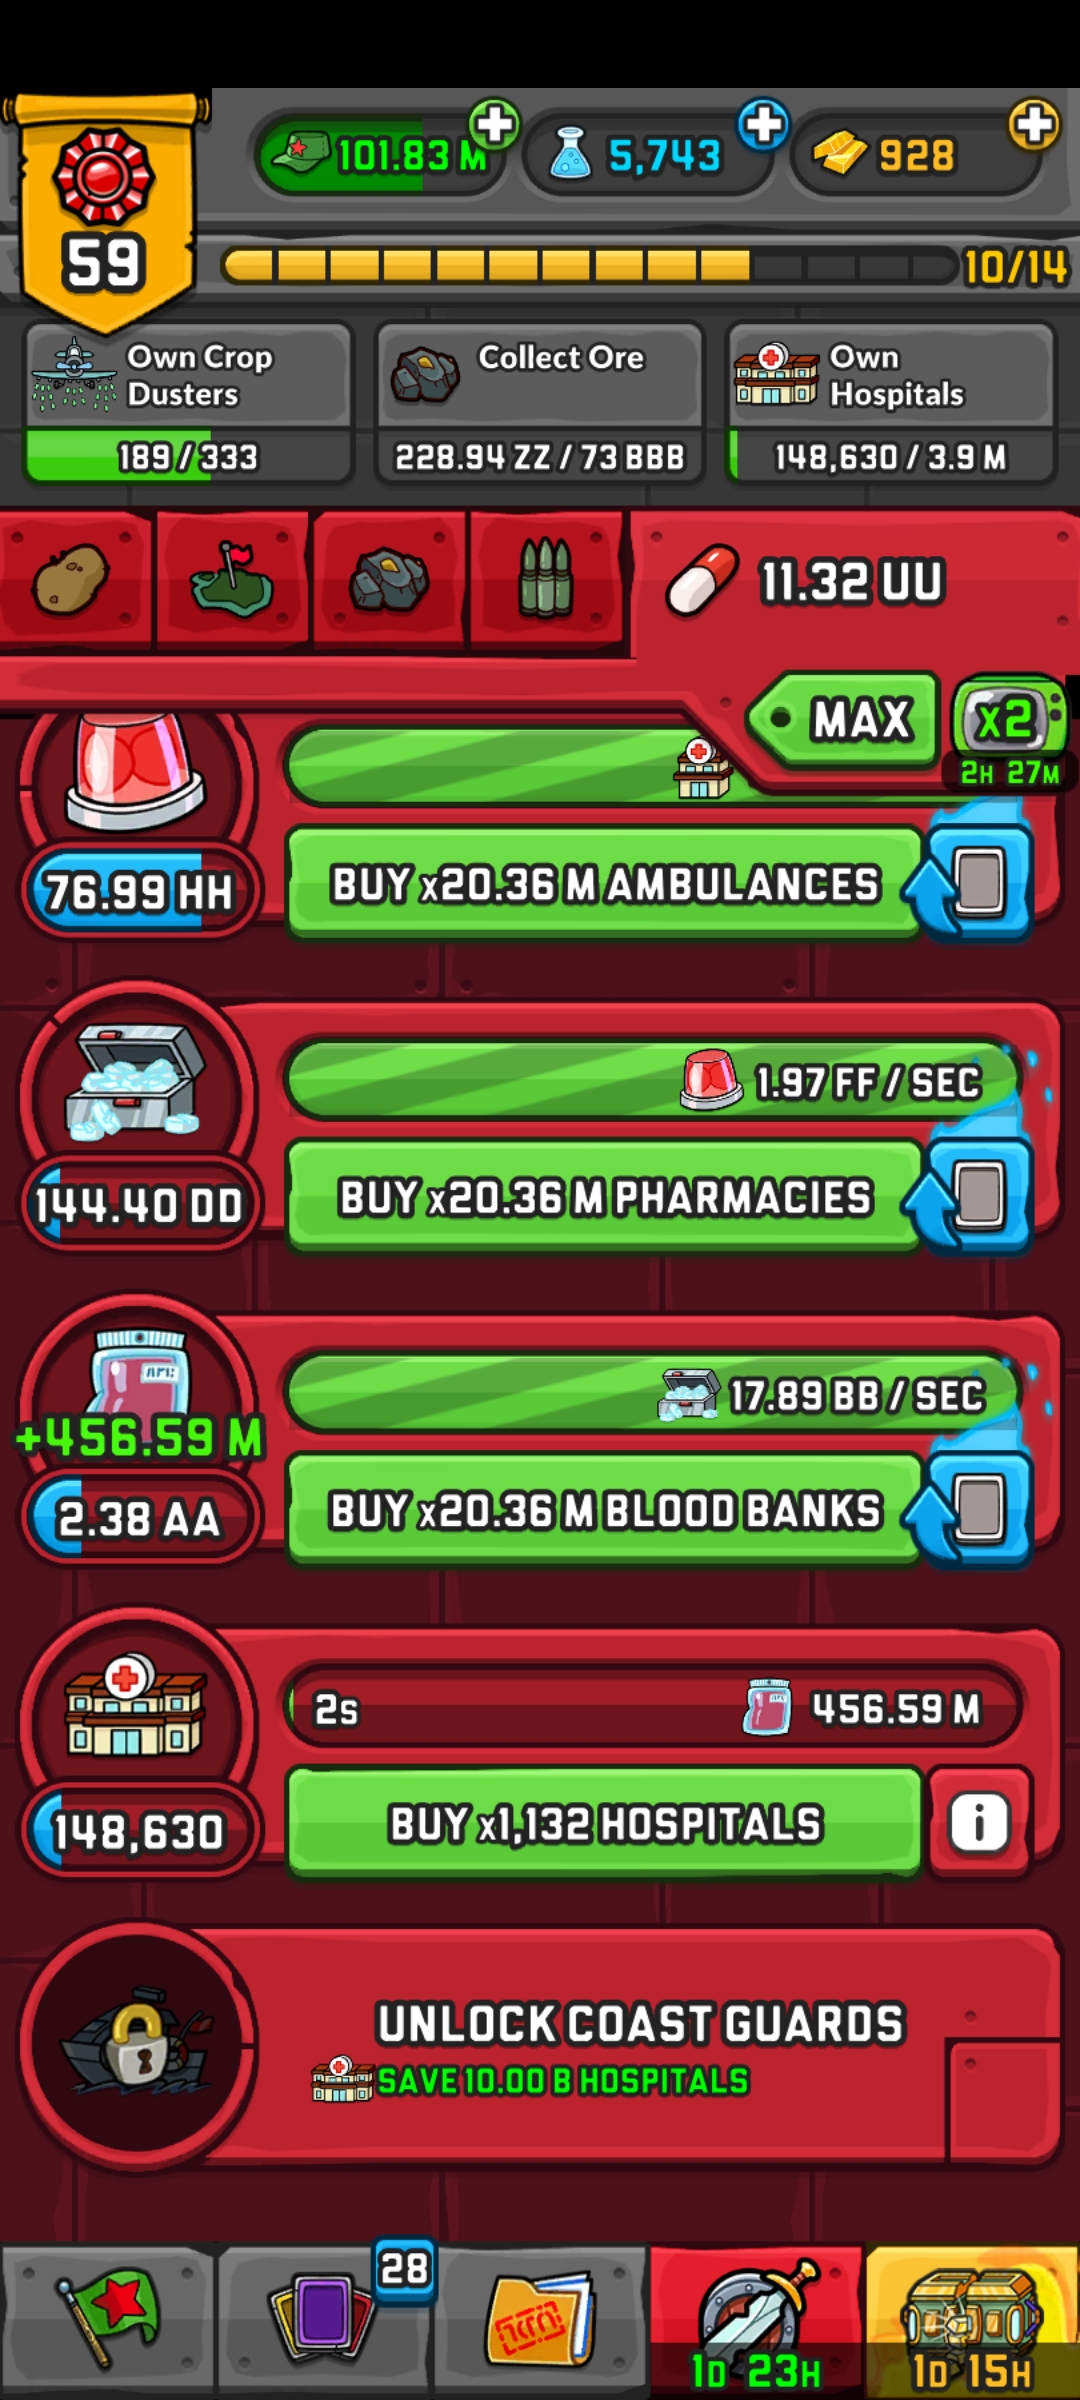 59
101.83 M
5,743
928
10/14
Own Crop
Dusters
189/333
Collect Ore
228.94 ZZ / 73 BBB
Own
Hospitals
148,630 / 3.9 M
11.32 UU
MAX
x2
2H 27M
76.99 HH
BUY x20.36 M AMBULANCES
1.97 FF / SEC
144.40 DD
BUY x20.36 M PHARMACIES
17.89 BB / SEC
+456.59 M
2.38 AA
BUY x20.36 M BLOOD BANKS
2s
456.59 M
148,630
BUY x1,132 HOSPITALS
i
UNLOCK COAST GUARDS
SAVE 10.00 B HOSPITALS
28
1D 23H
1D 15H